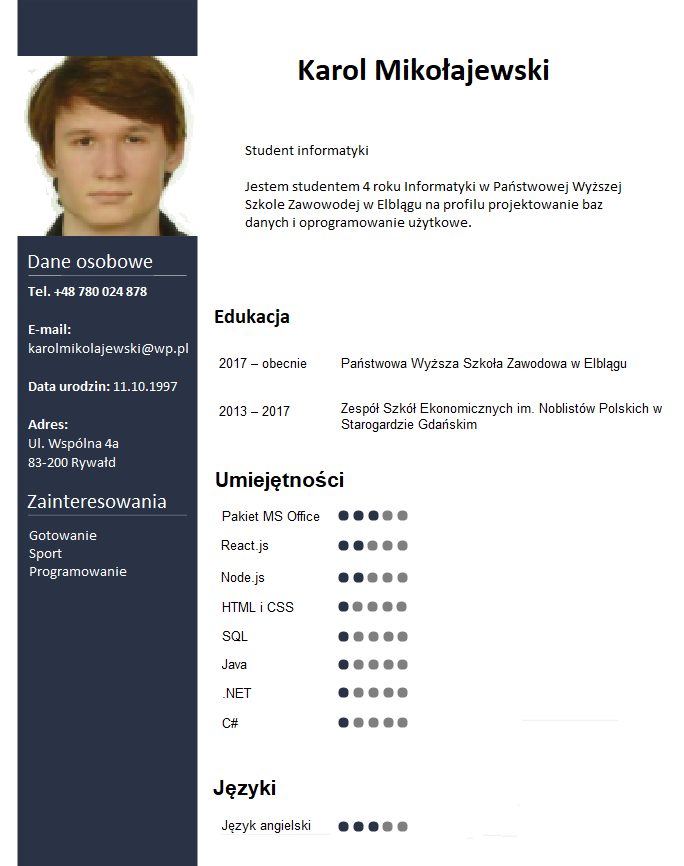 Karol Mikołajewski
Student informatyki
Jestem studentem 4 roku Informatyki w Państwowej Wyższej
Szkole Zawowodej w Elblągu na profilu projektowanie baz
danych i oprogramowanie użytkowe.
Dane osobowe
Tel. +48 780 024 878
E-mail:
karolmikolajewski@wp.pl
Data urodzin: 11.10.1997
Adres:
Ul. Wspólna 4a
83-200 Rywałd
Zainteresowania
Gotowanie
Sport
Programowanie
Edukacja
2017 – obecnie Państwowa Wyższa Szkoła Zawodowa w Elblągu
2013 – 2017 Zespół Szkół Ekonomicznych im. Noblistów Polskich w
Starogardzie Gdańskim
Umiejętności
Pakiet MS Office
React.js
Node.js
HTML i CSS
SQL
Java
.NET
C#
Języki
Język angielski